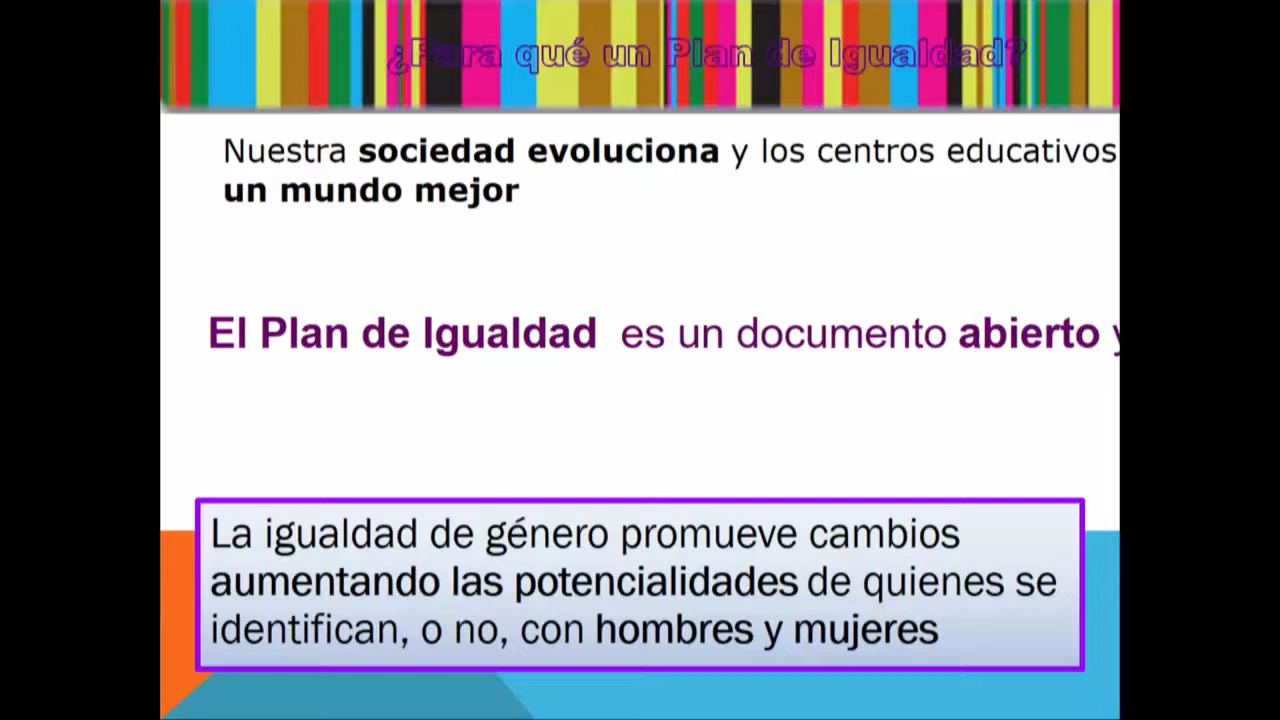 ¿Para qué un Plan de Igualdad?
Nuestra sociedad evoluciona y los centros educativos
un mundo mejor
El Plan de Igualdad es un documento abierto y
La igualdad de género promueve cambios
aumentando las potencialidades de quienes se
identifican, o no, con hombres y mujeres